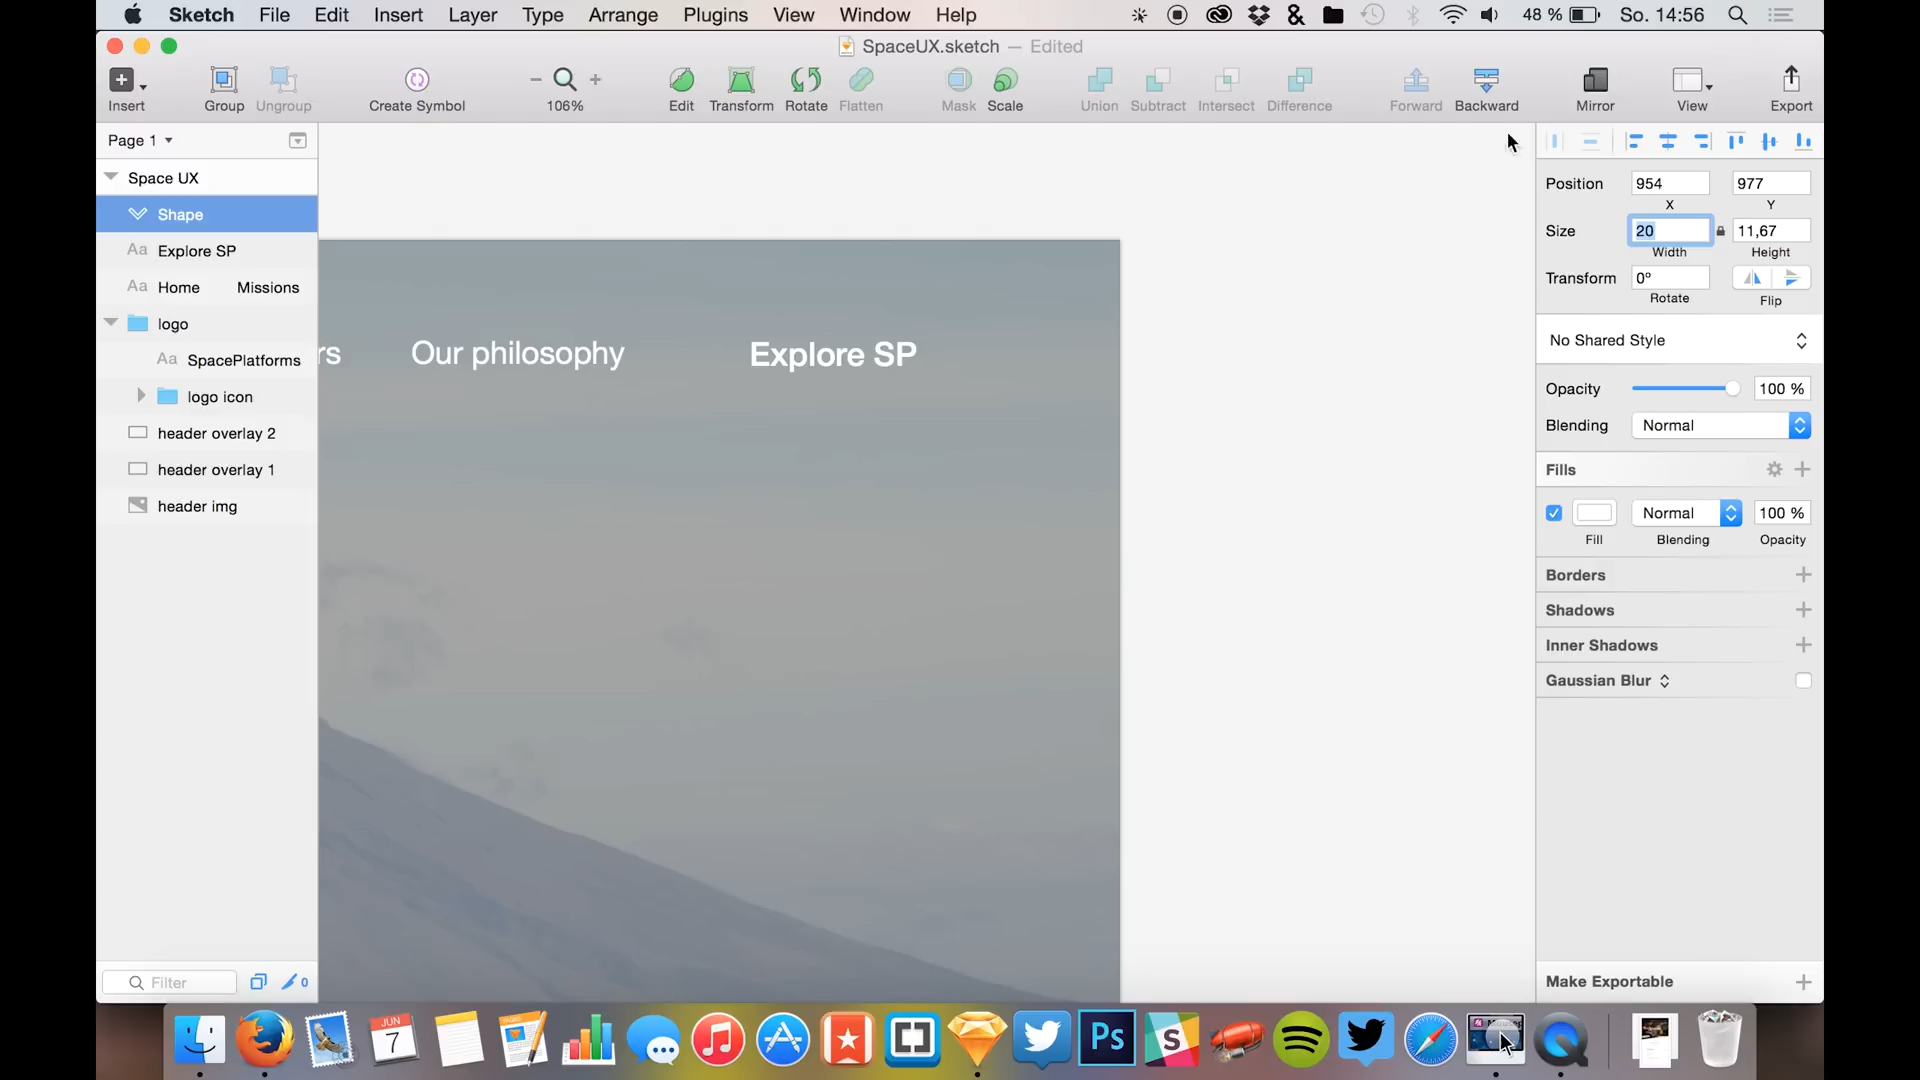 Sketch File Edit Insert Layer Type Arrange Plugins View Window Help & 48 % So. 14:56
SpaceUX.sketch — Edited
Insert Group Ungroup Create Symbol 106% Edit Transform Rotate Flatten Mask Scale Union Subtract Intersect Difference Forward Backward Mirror View Export
Page 1
Space UX
Shape
Aa Explore SP
Aa Home Missions
logo
Aa SpacePlatforms
logo icon
header overlay 2
header overlay 1
header img
Filter 0
rs Our philosophy Explore SP
Position 954 977
X Y
Size 20 11,67
Width Height
Transform 0°
Rotate Flip
No Shared Style
Opacity 100 %
Blending Normal
Fills
Normal 100 %
Fill Blending Opacity
Borders
Shadows
Inner Shadows
Gaussian Blur
Make Exportable
JUN
7
Ps
S